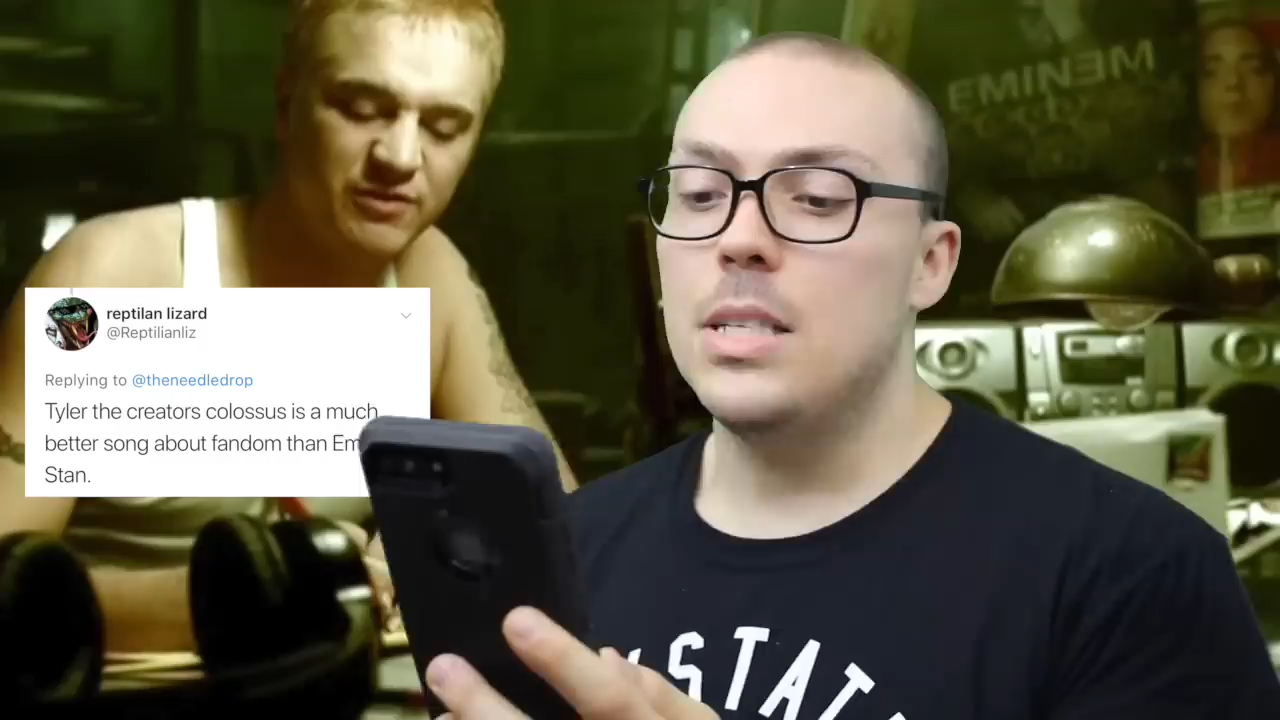 EMINEM
reptilan lizard
@Reptilianliz
Replying to @theneedledrop
Tyler the creators colossus is a much
better song about fandom than Em
Stan.
STATE